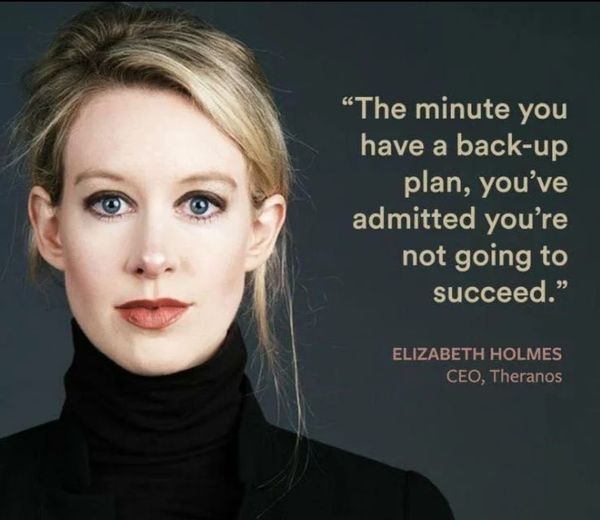 “The minute you
have a back-up
plan, you’ve
admitted you’re
not going to
succeed.”
ELIZABETH HOLMES
CEO, Theranos